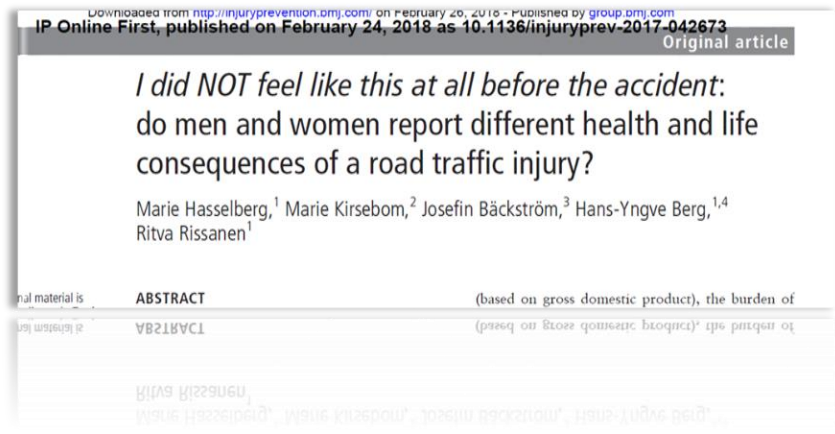 Downloaded from http://injuryprevention.bmj.com/ on February 26, 2018 - Published by group.bmj.com
IP Online First, published on February 24, 2018 as 10.1136/injuryprev-2017-042673
Original article
I did NOT feel like this at all before the accident:
do men and women report different health and life
consequences of a road traffic injury?
Marie Hasselberg,1 Marie Kirsebom,2 Josefin Bäckström,3 Hans-Yngve Berg,1,4
Ritva Rissanen1
nal material is
ABSTRACT
(based on gross domestic product), the burden of